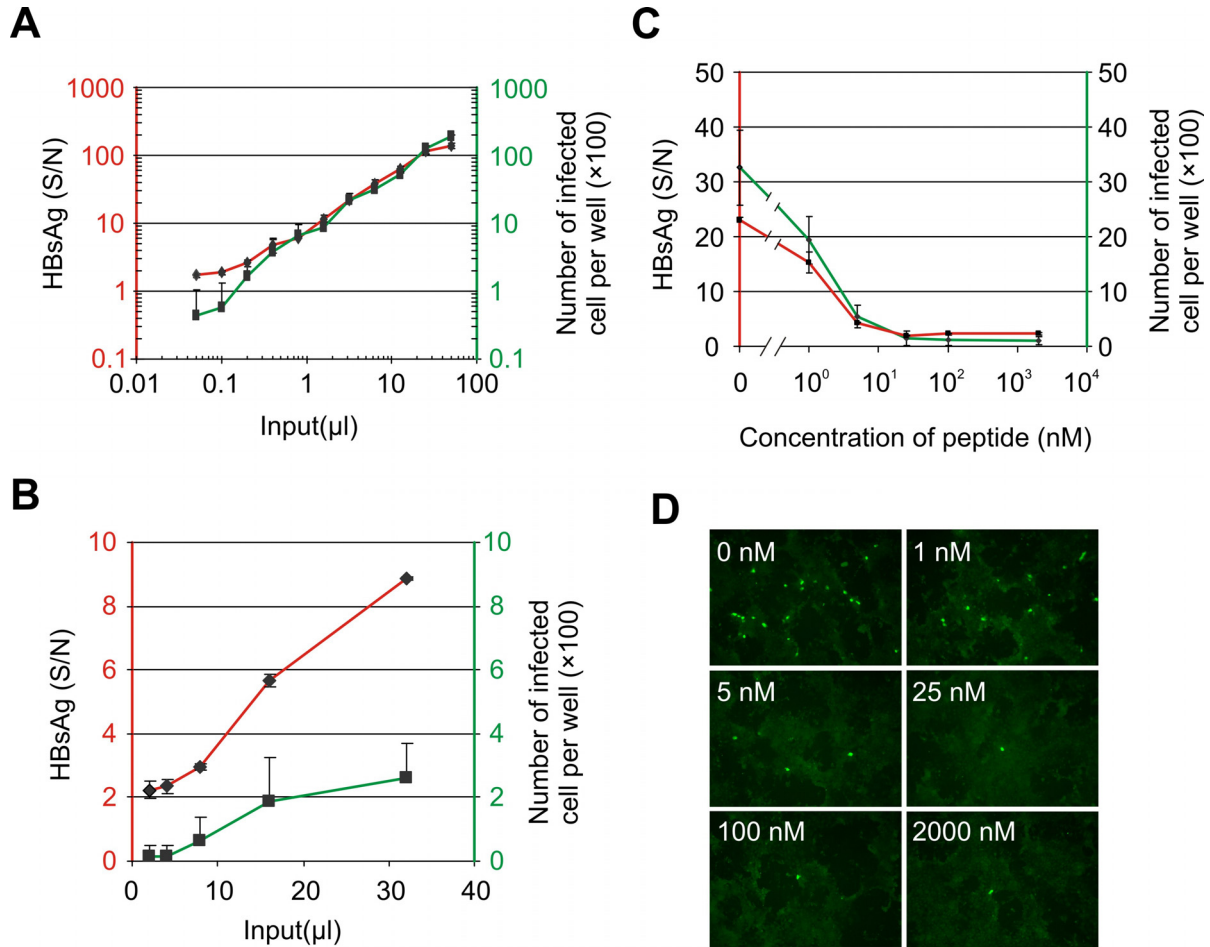 A
1000
100
10
1
0.1
HBsAg (S/N)
0.01
0.1
1
10
100
Input(µl)
1000
100
10
1
0.1
Number of infected
cell per well (×100)
B
10
8
6
4
2
0
HBsAg (S/N)
0
10
20
30
40
Input(µl)
10
8
6
4
2
0
Number of infected
cell per well (×100)
C
50
40
30
20
10
0
HBsAg (S/N)
0
10⁰
10¹
10²
10³
10⁴
Concentration of peptide (nM)
50
40
30
20
10
0
Number of infected
cell per well (×100)
D
0 nM
1 nM
5 nM
25 nM
100 nM
2000 nM